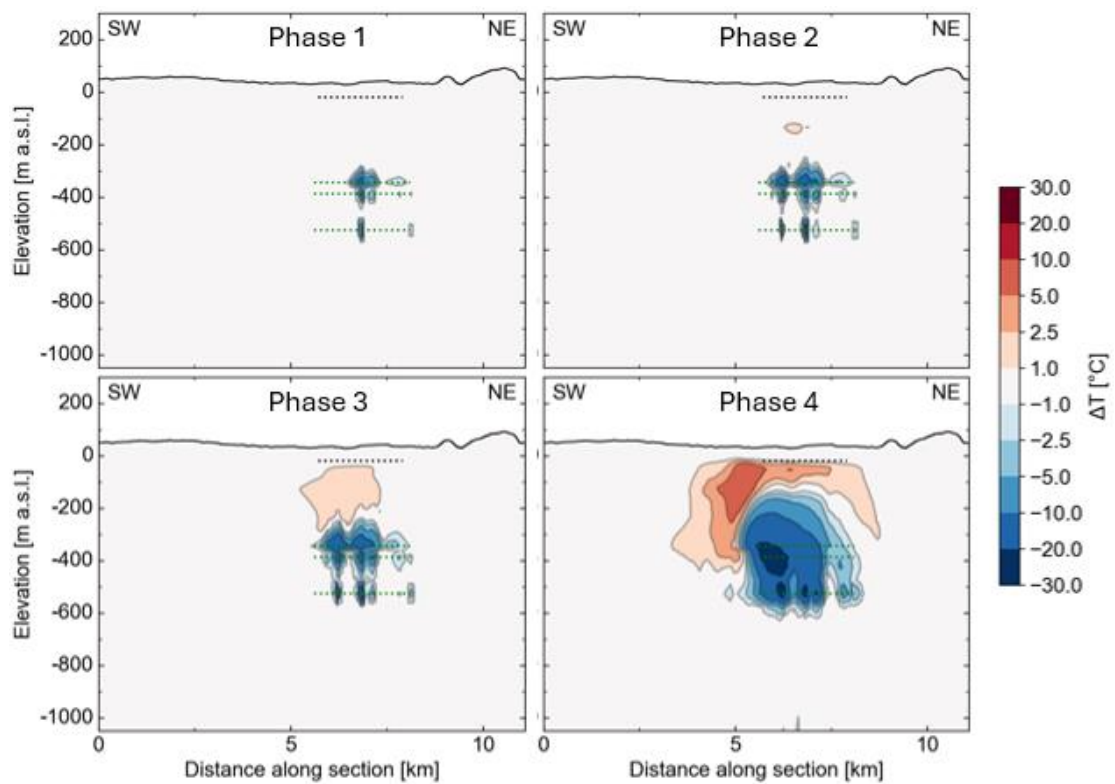 SW Phase 1 NE
SW Phase 2 NE
200
0
-200
-400
-600
-800
-1000
Elevation [m a.s.l.]
SW Phase 3 NE
SW Phase 4 NE
200
0
-200
-400
-600
-800
-1000
Elevation [m a.s.l.]
0 5 10
0 5 10
Distance along section [km]
Distance along section [km]
30.0
20.0
10.0
5.0
2.5
1.0
-1.0
-2.5
-5.0
-10.0
-20.0
-30.0
ΔT [°C]